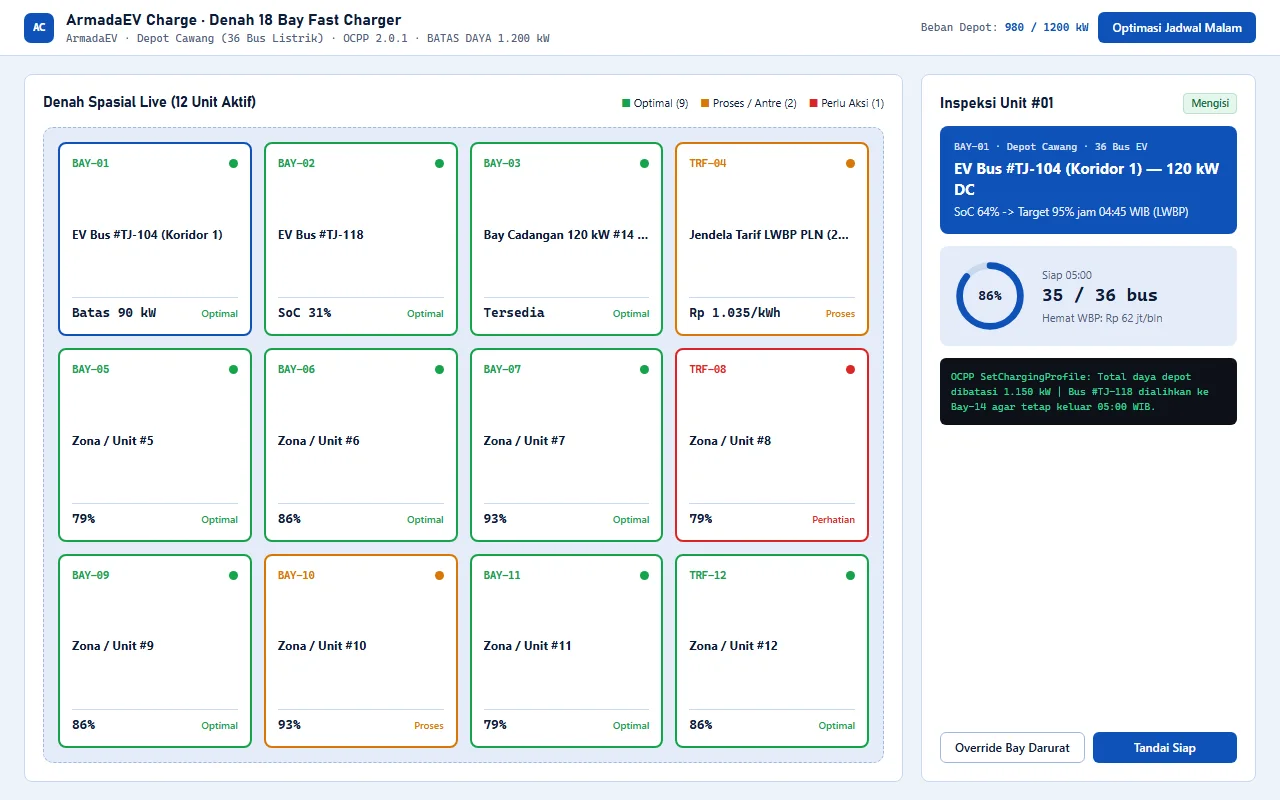 AC
ArmadaEV Charge · Denah 18 Bay Fast Charger
ArmadaEV · Depot Cawang (36 Bus Listrik) · OCPP 2.0.1 · BATAS DAYA 1.200 kW
Beban Depot: 980 / 1200 kW
Optimasi Jadwal Malam
Denah Spasial Live (12 Unit Aktif)
Optimal (9)
Proses / Antre (2)
Perlu Aksi (1)
BAY-01
EV Bus #TJ-104 (Koridor 1)
Batas 90 kW
Optimal
BAY-02
EV Bus #TJ-118
SoC 31%
Optimal
BAY-03
Bay Cadangan 120 kW #14 ...
Tersedia
Optimal
TRF-04
Jendela Tarif LWBP PLN (2...
Rp 1.035/kWh
Proses
BAY-05
Zona / Unit #5
79%
Optimal
BAY-06
Zona / Unit #6
86%
Optimal
BAY-07
Zona / Unit #7
93%
Optimal
TRF-08
Zona / Unit #8
79%
Perhatian
BAY-09
Zona / Unit #9
86%
Optimal
BAY-10
Zona / Unit #10
93%
Proses
BAY-11
Zona / Unit #11
79%
Optimal
TRF-12
Zona / Unit #12
86%
Optimal
Inspeksi Unit #01
Mengisi
BAY-01 · Depot Cawang · 36 Bus EV
EV Bus #TJ-104 (Koridor 1) — 120 kW
DC
SoC 64% -> Target 95% jam 04:45 WIB (LWBP)
86%
Siap 05:00
35 / 36 bus
Hemat WBP: Rp 62 jt/bln
OCPP SetChargingProfile: Total daya depot
dibatasi 1.150 kW | Bus #TJ-118 dialihkan ke
Bay-14 agar tetap keluar 05:00 WIB.
Override Bay Darurat
Tandai Siap